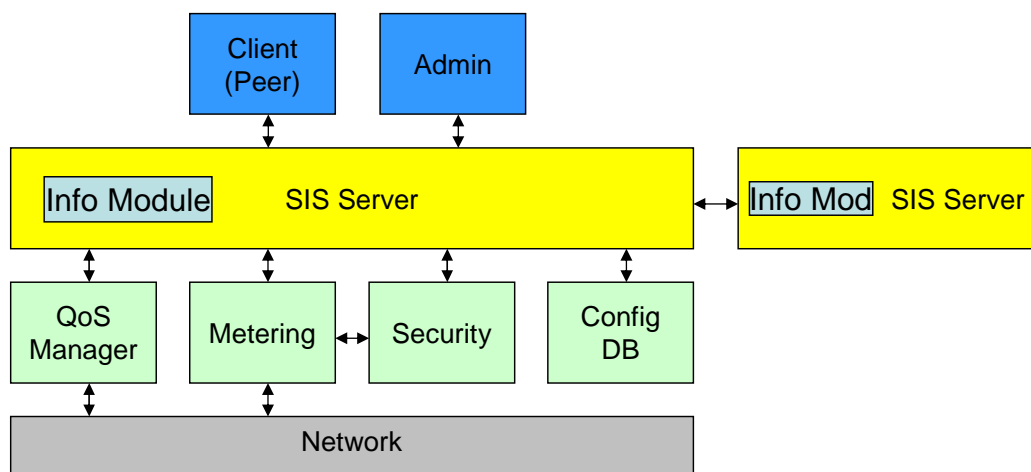 Client
(Peer)
Admin
Info Module
SIS Server
Info Mod
SIS Server
QoS
Manager
Metering
Security
Config
DB
Network